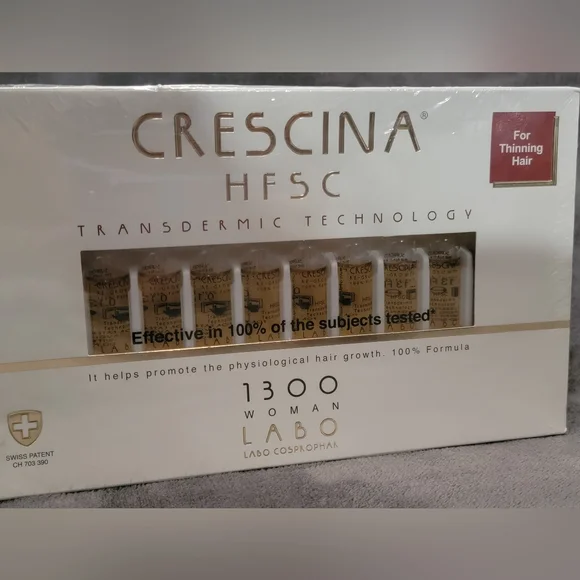 CRESCINA®
For
Thinning
Hair
HFSC
TRANSDERMIC TECHNOLOGY
CRESCINA
Effective in 100% of the subjects tested*
It helps promote the physiological hair growth. 100% Formula
1300
WOMAN
LABO
LABO COSPROPHAR
SWISS PATENT
CH 703 390